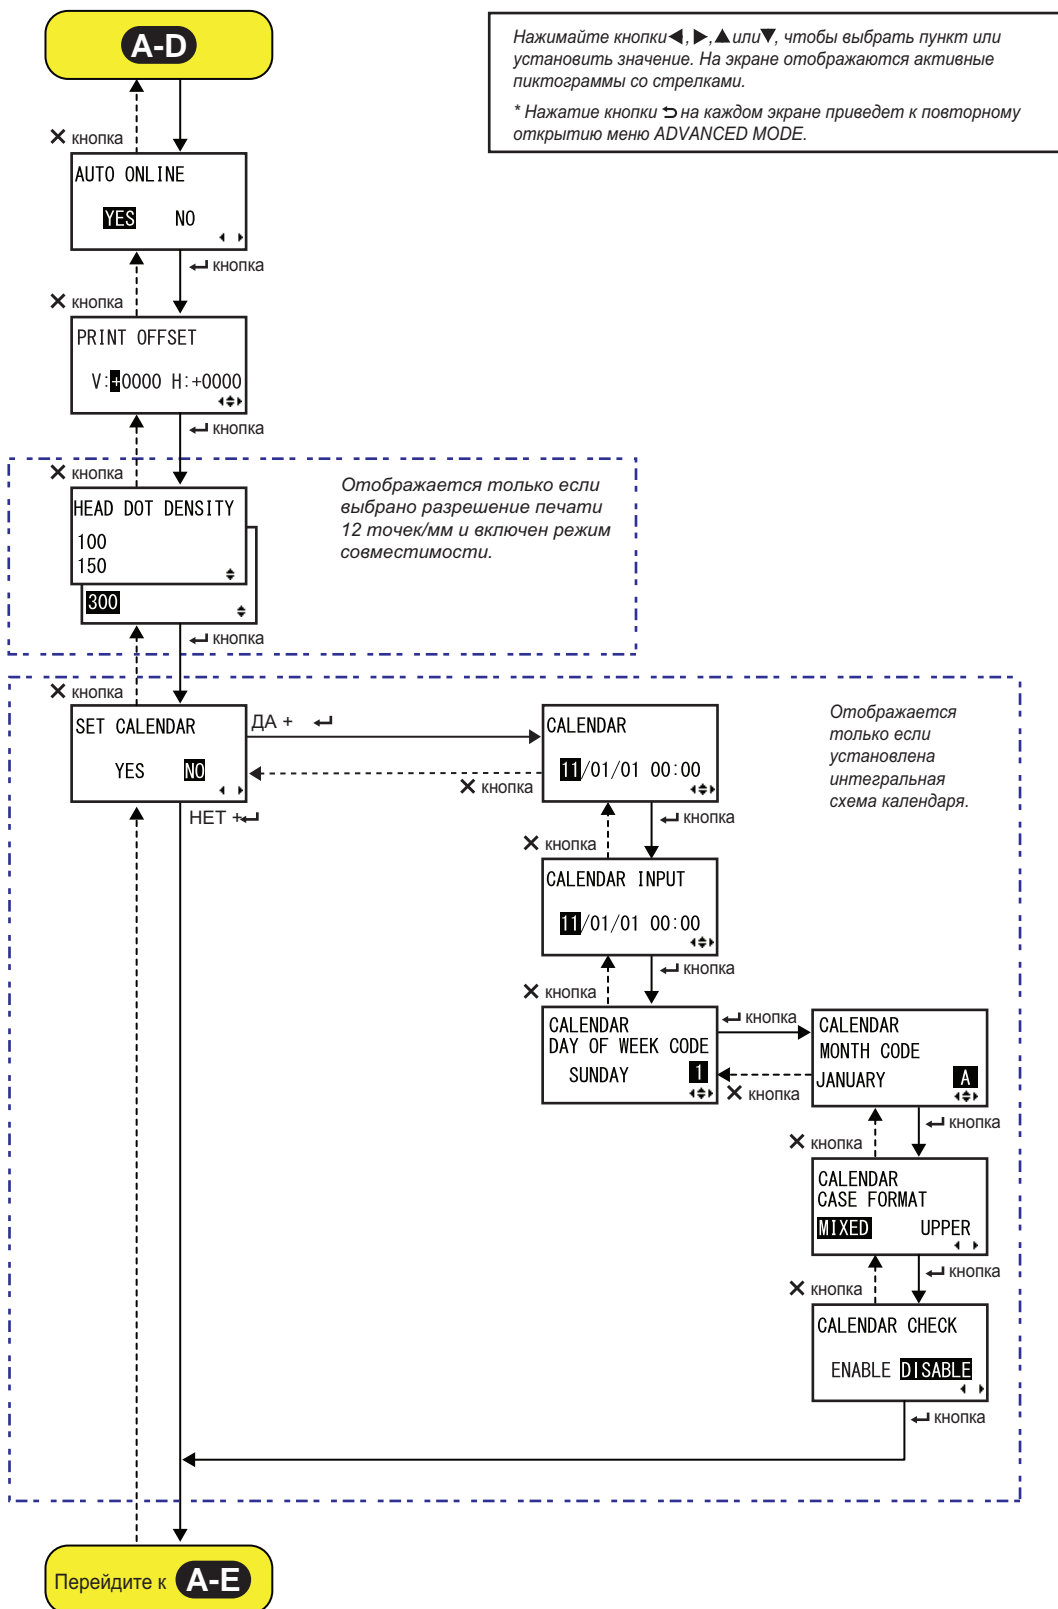 A-D
Нажимайте кнопки◀, ▶, ▲или▼, чтобы выбрать пункт или
установить значение. На экране отображаются активные
пиктограммы со стрелками.
* Нажатие кнопки ⮌ на каждом экране приведет к повторному
открытию меню ADVANCED MODE.
✕ кнопка
AUTO ONLINE
YES NO
↵ кнопка
✕ кнопка
PRINT OFFSET
V:+0000 H:+0000
↵ кнопка
✕ кнопка
HEAD DOT DENSITY
100
150
300
Отображается только если
выбрано разрешение печати
12 точек/мм и включен режим
совместимости.
↵ кнопка
✕ кнопка
SET CALENDAR
YES NO
ДА + ↵
✕ кнопка
НЕТ +↵
CALENDAR
11/01/01 00:00
Отображается
только если
установлена
интегральная
схема календаря.
↵ кнопка
✕ кнопка
CALENDAR INPUT
11/01/01 00:00
↵ кнопка
✕ кнопка
CALENDAR
DAY OF WEEK CODE
SUNDAY 1
↵ кнопка
✕ кнопка
CALENDAR
MONTH CODE
JANUARY A
↵ кнопка
✕ кнопка
CALENDAR
CASE FORMAT
MIXED UPPER
↵ кнопка
✕ кнопка
CALENDAR CHECK
ENABLE DISABLE
↵ кнопка
Перейдите к A-E